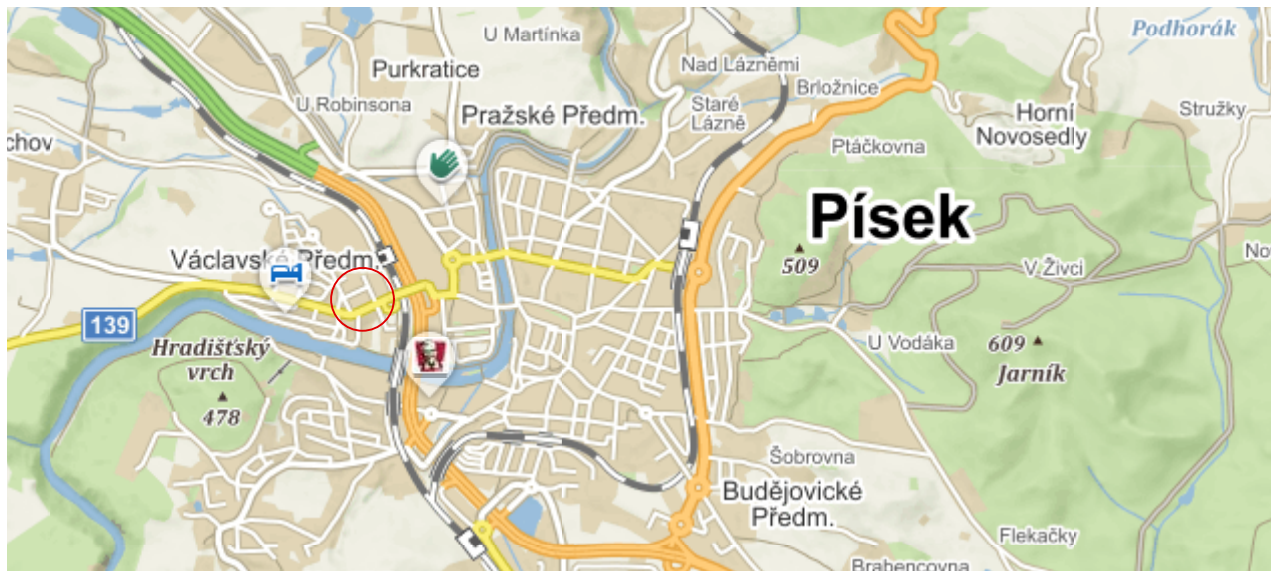 Podhorák
U Martínka
Purkratice
Nad Lázněmi
Brložnice
U Robinsona
Pražské Předm.
Staré
Lázně
Horní
Novosedly
Stružky
chov
Ptáčkovna
Písek
Václavské Předm.
509
V Živci
No
139
Hradišťský
vrch
478
U Vodáka
609
Jarník
Šobrovna
Budějovické
Předm.
Flekačky
Brabencovna